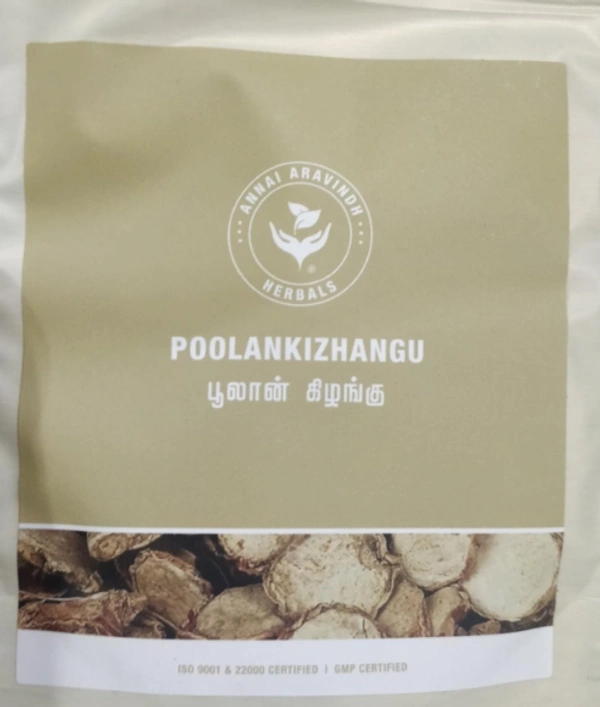 ANNAI ARAVINDH
HERBALS
®
POOLANKIZHANGU
பூலான் கிழங்கு
ISO 9001 & 22000 CERTIFIED | GMP CERTIFIED